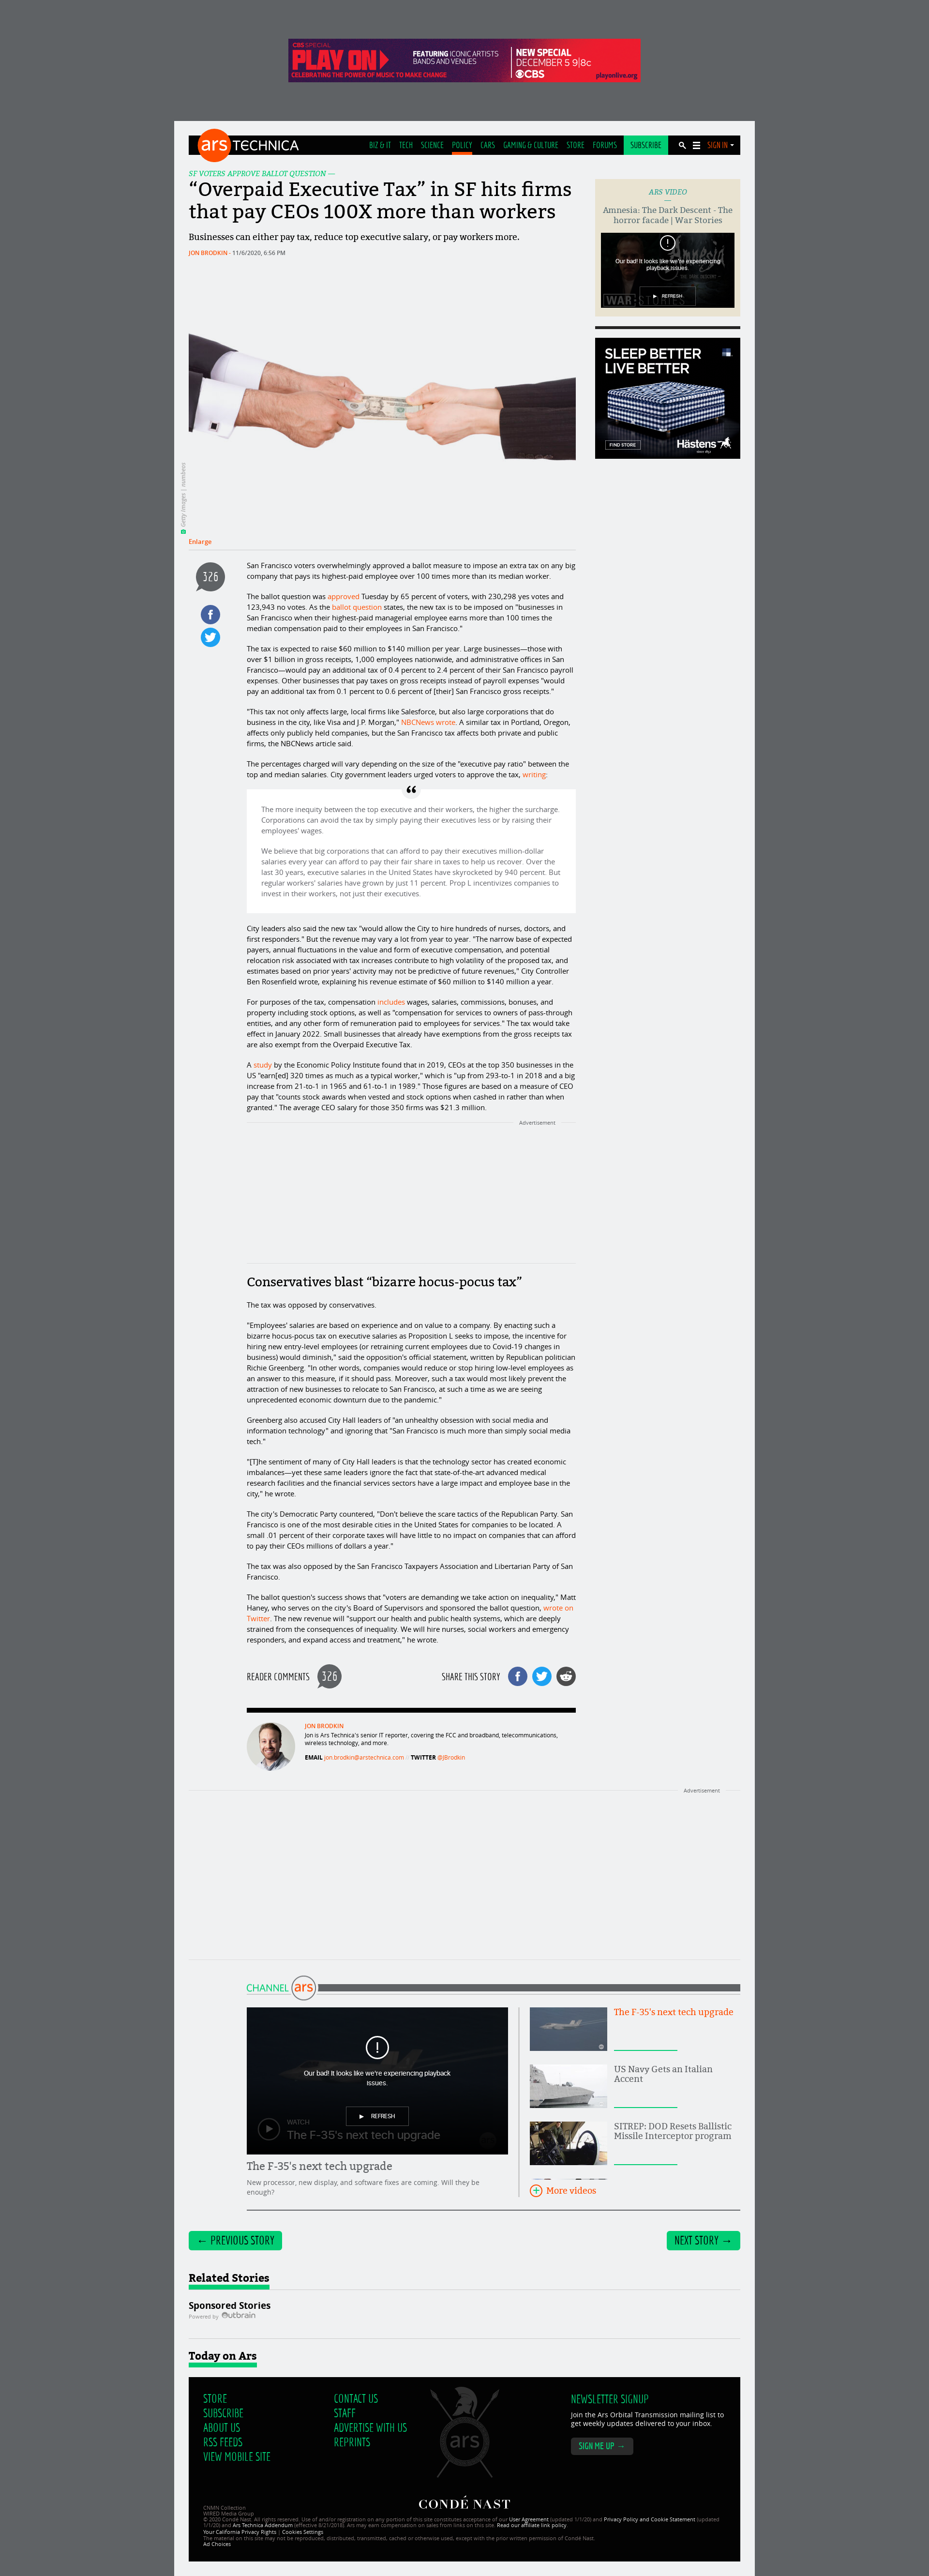 CBS SPECIAL
PLAY ON
CELEBRATING THE POWER OF MUSIC TO MAKE CHANGE
FEATURING ICONIC ARTISTS
BANDS AND VENUES
NEW SPECIAL
DECEMBER 5 9|8c
CBS
playonlive.org
ars TECHNICA
BIZ & IT TECH SCIENCE POLICY CARS GAMING & CULTURE STORE FORUMS SUBSCRIBE SIGN IN
SF VOTERS APPROVE BALLOT QUESTION —
“Overpaid Executive Tax” in SF hits firms
that pay CEOs 100X more than workers
Businesses can either pay tax, reduce top executive salary, or pay workers more.
JON BRODKIN - 11/6/2020, 6:56 PM
ARS VIDEO
Amnesia: The Dark Descent - The
horror facade | War Stories
Our bad! It looks like we're experiencing
playback issues.
REFRESH
WAR STORIES
SLEEP BETTER
LIVE BETTER
FIND STORE
Hästens
Getty Images | mumbeos
Enlarge
326
San Francisco voters overwhelmingly approved a ballot measure to impose an extra tax on any big
company that pays its highest-paid employee over 100 times more than its median worker.
The ballot question was approved Tuesday by 65 percent of voters, with 230,298 yes votes and
123,943 no votes. As the ballot question states, the new tax is to be imposed on "businesses in
San Francisco when their highest-paid managerial employee earns more than 100 times the
median compensation paid to their employees in San Francisco."
The tax is expected to raise $60 million to $140 million per year. Large businesses—those with
over $1 billion in gross receipts, 1,000 employees nationwide, and administrative offices in San
Francisco—would pay an additional tax of 0.4 percent to 2.4 percent of their San Francisco payroll
expenses. Other businesses that pay taxes on gross receipts instead of payroll expenses "would
pay an additional tax from 0.1 percent to 0.6 percent of [their] San Francisco gross receipts."
"This tax not only affects large, local firms like Salesforce, but also large corporations that do
business in the city, like Visa and J.P. Morgan," NBCNews wrote. A similar tax in Portland, Oregon,
affects only publicly held companies, but the San Francisco tax affects both private and public
firms, the NBCNews article said.
The percentages charged will vary depending on the size of the "executive pay ratio" between the
top and median salaries. City government leaders urged voters to approve the tax, writing:
The more inequity between the top executive and their workers, the higher the surcharge.
Corporations can avoid the tax by simply paying their executives less or by raising their
employees' wages.
We believe that big corporations that can afford to pay their executives million-dollar
salaries every year can afford to pay their fair share in taxes to help us recover. Over the
last 30 years, executive salaries in the United States have skyrocketed by 940 percent. But
regular workers' salaries have grown by just 11 percent. Prop L incentivizes companies to
invest in their workers, not just their executives.
City leaders also said the new tax "would allow the City to hire hundreds of nurses, doctors, and
first responders." But the revenue may vary a lot from year to year. "The narrow base of expected
payers, annual fluctuations in the value and form of executive compensation, and potential
relocation risk associated with tax increases contribute to high volatility of the proposed tax, and
estimates based on prior years' activity may not be predictive of future revenues," City Controller
Ben Rosenfield wrote, explaining his revenue estimate of $60 million to $140 million a year.
For purposes of the tax, compensation includes wages, salaries, commissions, bonuses, and
property including stock options, as well as "compensation for services to owners of pass-through
entities, and any other form of remuneration paid to employees for services." The tax would take
effect in January 2022. Small businesses that already have exemptions from the gross receipts tax
are also exempt from the Overpaid Executive Tax.
A study by the Economic Policy Institute found that in 2019, CEOs at the top 350 businesses in the
US "earn[ed] 320 times as much as a typical worker," which is "up from 293-to-1 in 2018 and a big
increase from 21-to-1 in 1965 and 61-to-1 in 1989." Those figures are based on a measure of CEO
pay that "counts stock awards when vested and stock options when cashed in rather than when
granted." The average CEO salary for those 350 firms was $21.3 million.
Advertisement
Conservatives blast “bizarre hocus-pocus tax”
The tax was opposed by conservatives.
"Employees' salaries are based on experience and on value to a company. By enacting such a
bizarre hocus-pocus tax on executive salaries as Proposition L seeks to impose, the incentive for
hiring new entry-level employees (or retraining current employees due to Covid-19 changes in
business) would diminish," said the opposition's official statement, written by Republican politician
Richie Greenberg. "In other words, companies would reduce or stop hiring low-level employees as
an answer to this measure, if it should pass. Moreover, such a tax would most likely prevent the
attraction of new businesses to relocate to San Francisco, at such a time as we are seeing
unprecedented economic downturn due to the pandemic."
Greenberg also accused City Hall leaders of "an unhealthy obsession with social media and
information technology" and ignoring that "San Francisco is much more than simply social media
tech."
"[T]he sentiment of many of City Hall leaders is that the technology sector has created economic
imbalances—yet these same leaders ignore the fact that state-of-the-art advanced medical
research facilities and the financial services sectors have a large impact and employee base in the
city," he wrote.
The city's Democratic Party countered, "Don't believe the scare tactics of the Republican Party. San
Francisco is one of the most desirable cities in the United States for companies to be located. A
small .01 percent of their corporate taxes will have little to no impact on companies that can afford
to pay their CEOs millions of dollars a year."
The tax was also opposed by the San Francisco Taxpayers Association and Libertarian Party of San
Francisco.
The ballot question's success shows that "voters are demanding we take action on inequality," Matt
Haney, who serves on the city's Board of Supervisors and sponsored the ballot question, wrote on
Twitter. The new revenue will "support our health and public health systems, which are deeply
strained from the consequences of inequality. We will hire nurses, social workers and emergency
responders, and expand access and treatment," he wrote.
READER COMMENTS 326 SHARE THIS STORY
JON BRODKIN
Jon is Ars Technica's senior IT reporter, covering the FCC and broadband, telecommunications,
wireless technology, and more.
EMAIL jon.brodkin@arstechnica.com TWITTER @JBrodkin
Advertisement
CHANNEL ars
Our bad! It looks like we're experiencing playback
issues.
REFRESH
WATCH
The F-35's next tech upgrade
The F-35's next tech upgrade
New processor, new display, and software fixes are coming. Will they be
enough?
The F-35's next tech upgrade
US Navy Gets an Italian
Accent
SITREP: DOD Resets Ballistic
Missile Interceptor program
More videos
← PREVIOUS STORY
NEXT STORY →
Related Stories
Sponsored Stories
Powered by Outbrain
Today on Ars
STORE
SUBSCRIBE
ABOUT US
RSS FEEDS
VIEW MOBILE SITE
CONTACT US
STAFF
ADVERTISE WITH US
REPRINTS
ars
NEWSLETTER SIGNUP
Join the Ars Orbital Transmission mailing list to
get weekly updates delivered to your inbox.
SIGN ME UP →
CONDÉ NAST
CNMN Collection
WIRED Media Group
© 2020 Condé Nast. All rights reserved. Use of and/or registration on any portion of this site constitutes acceptance of our User Agreement (updated 1/1/20) and Privacy Policy and Cookie Statement (updated
1/1/20) and Ars Technica Addendum (effective 8/21/2018). Ars may earn compensation on sales from links on this site. Read our affiliate link policy.
Your California Privacy Rights | Cookies Settings
The material on this site may not be reproduced, distributed, transmitted, cached or otherwise used, except with the prior written permission of Condé Nast.
Ad Choices